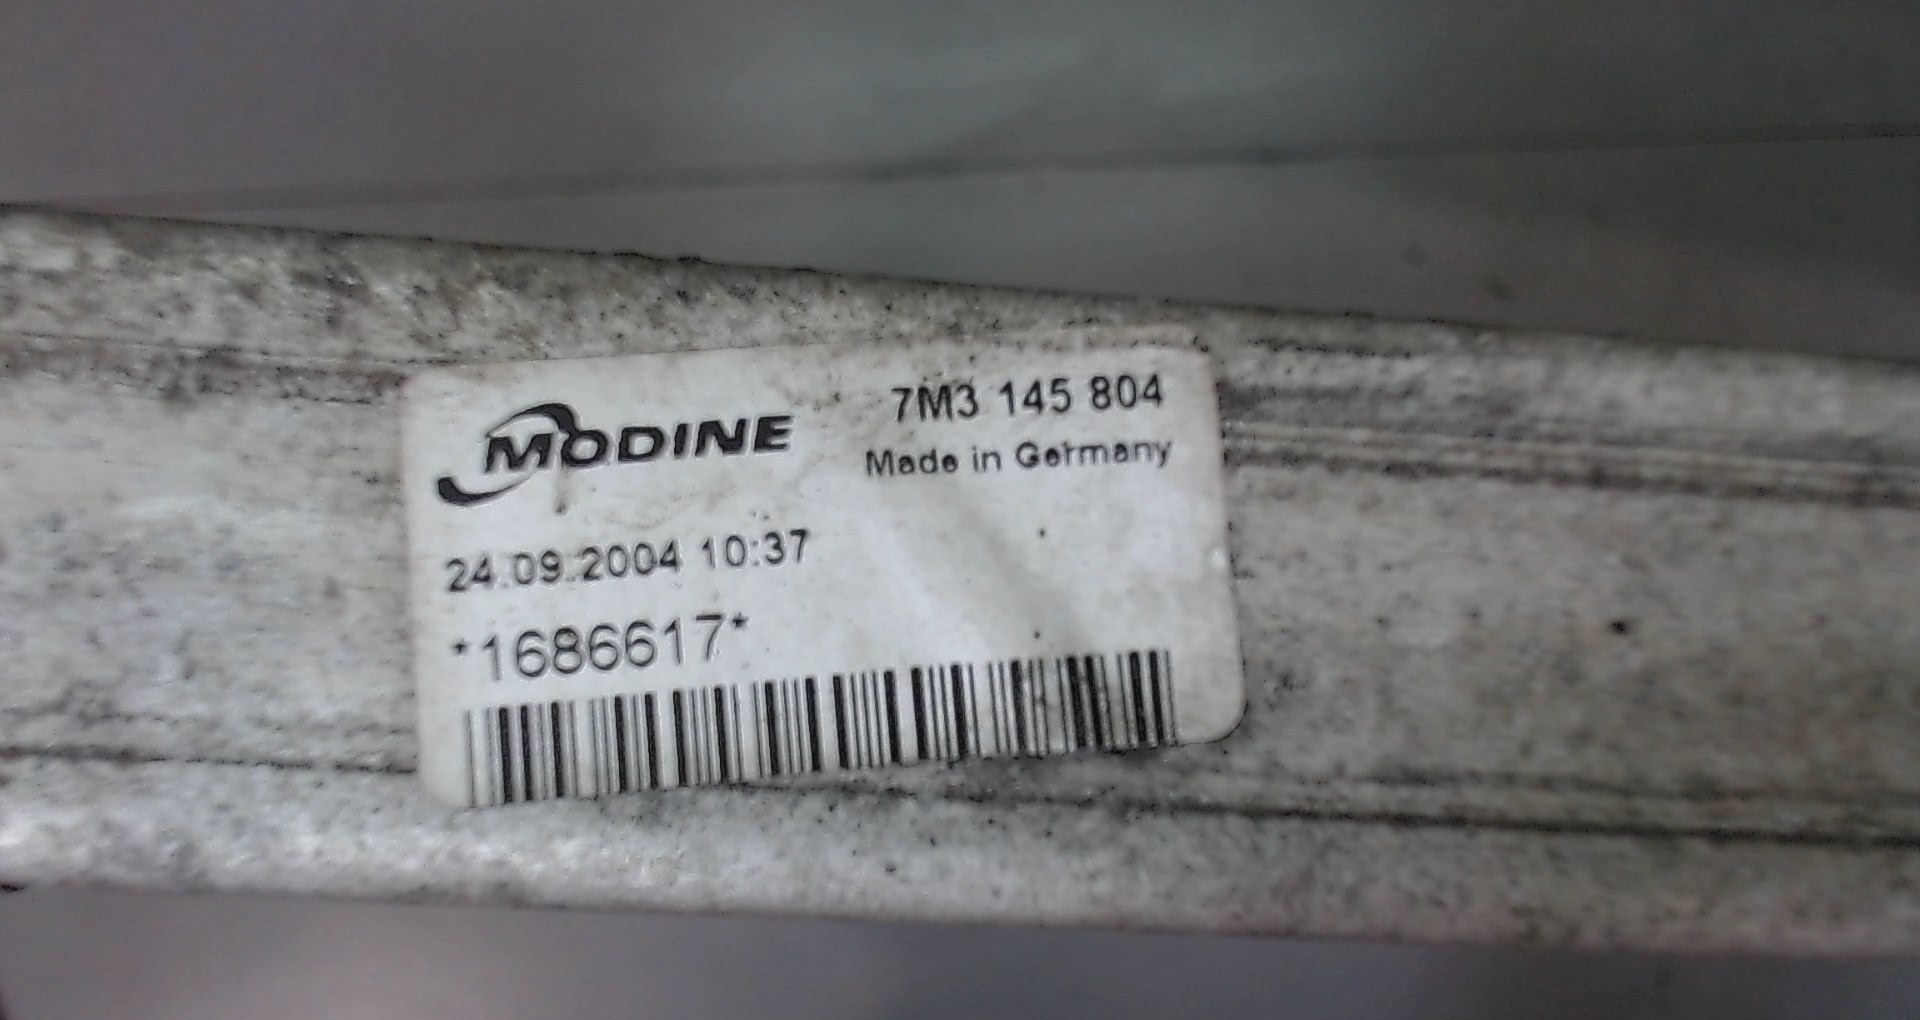 MODINE
7M3 145 804
Made in Germany
24.09.2004 10:37
*1686617*